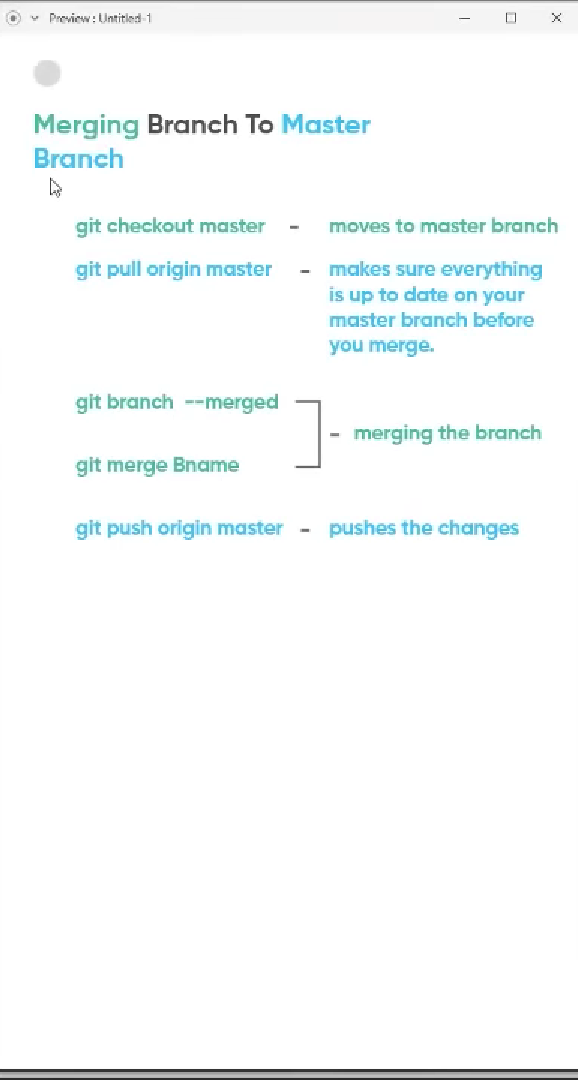 Preview : Untitled-1
Merging Branch To Master
Branch
git checkout master - moves to master branch
git pull origin master - makes sure everything
is up to date on your
master branch before
you merge.
git branch --merged
- merging the branch
git merge Bname
git push origin master - pushes the changes